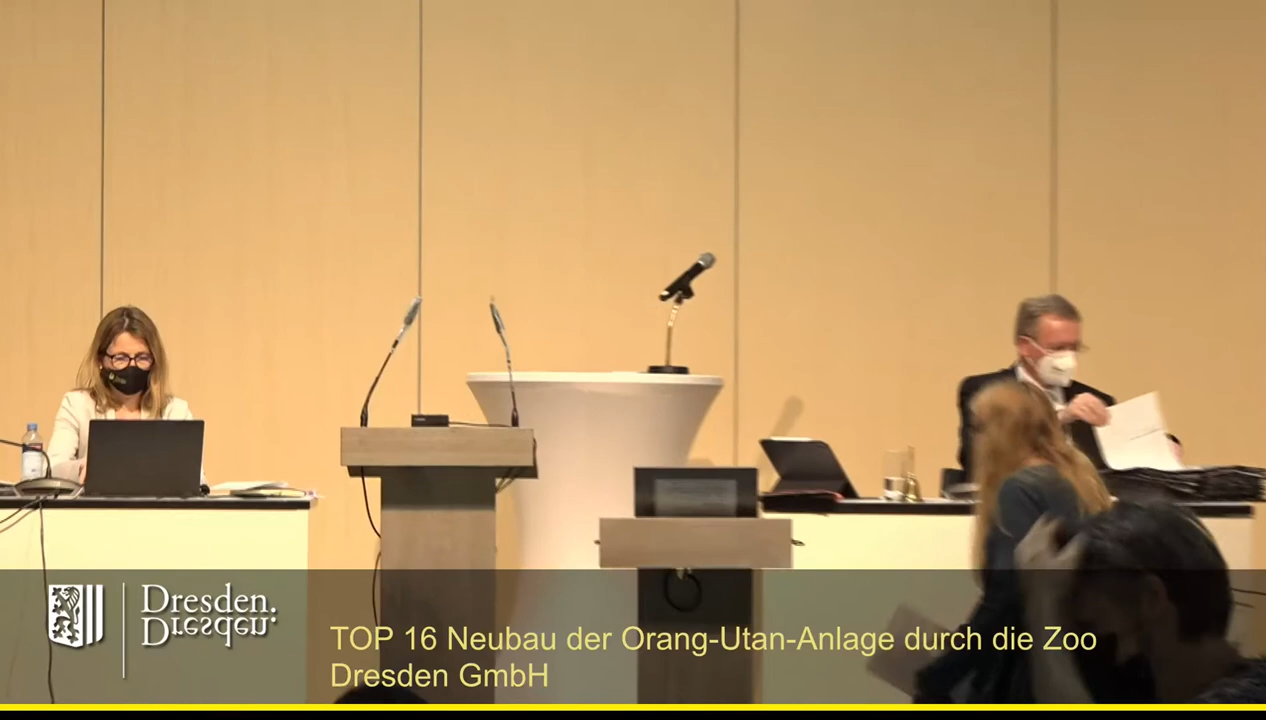 Dresden.
Dresden.
TOP 16 Neubau der Orang-Utan-Anlage durch die Zoo
Dresden GmbH